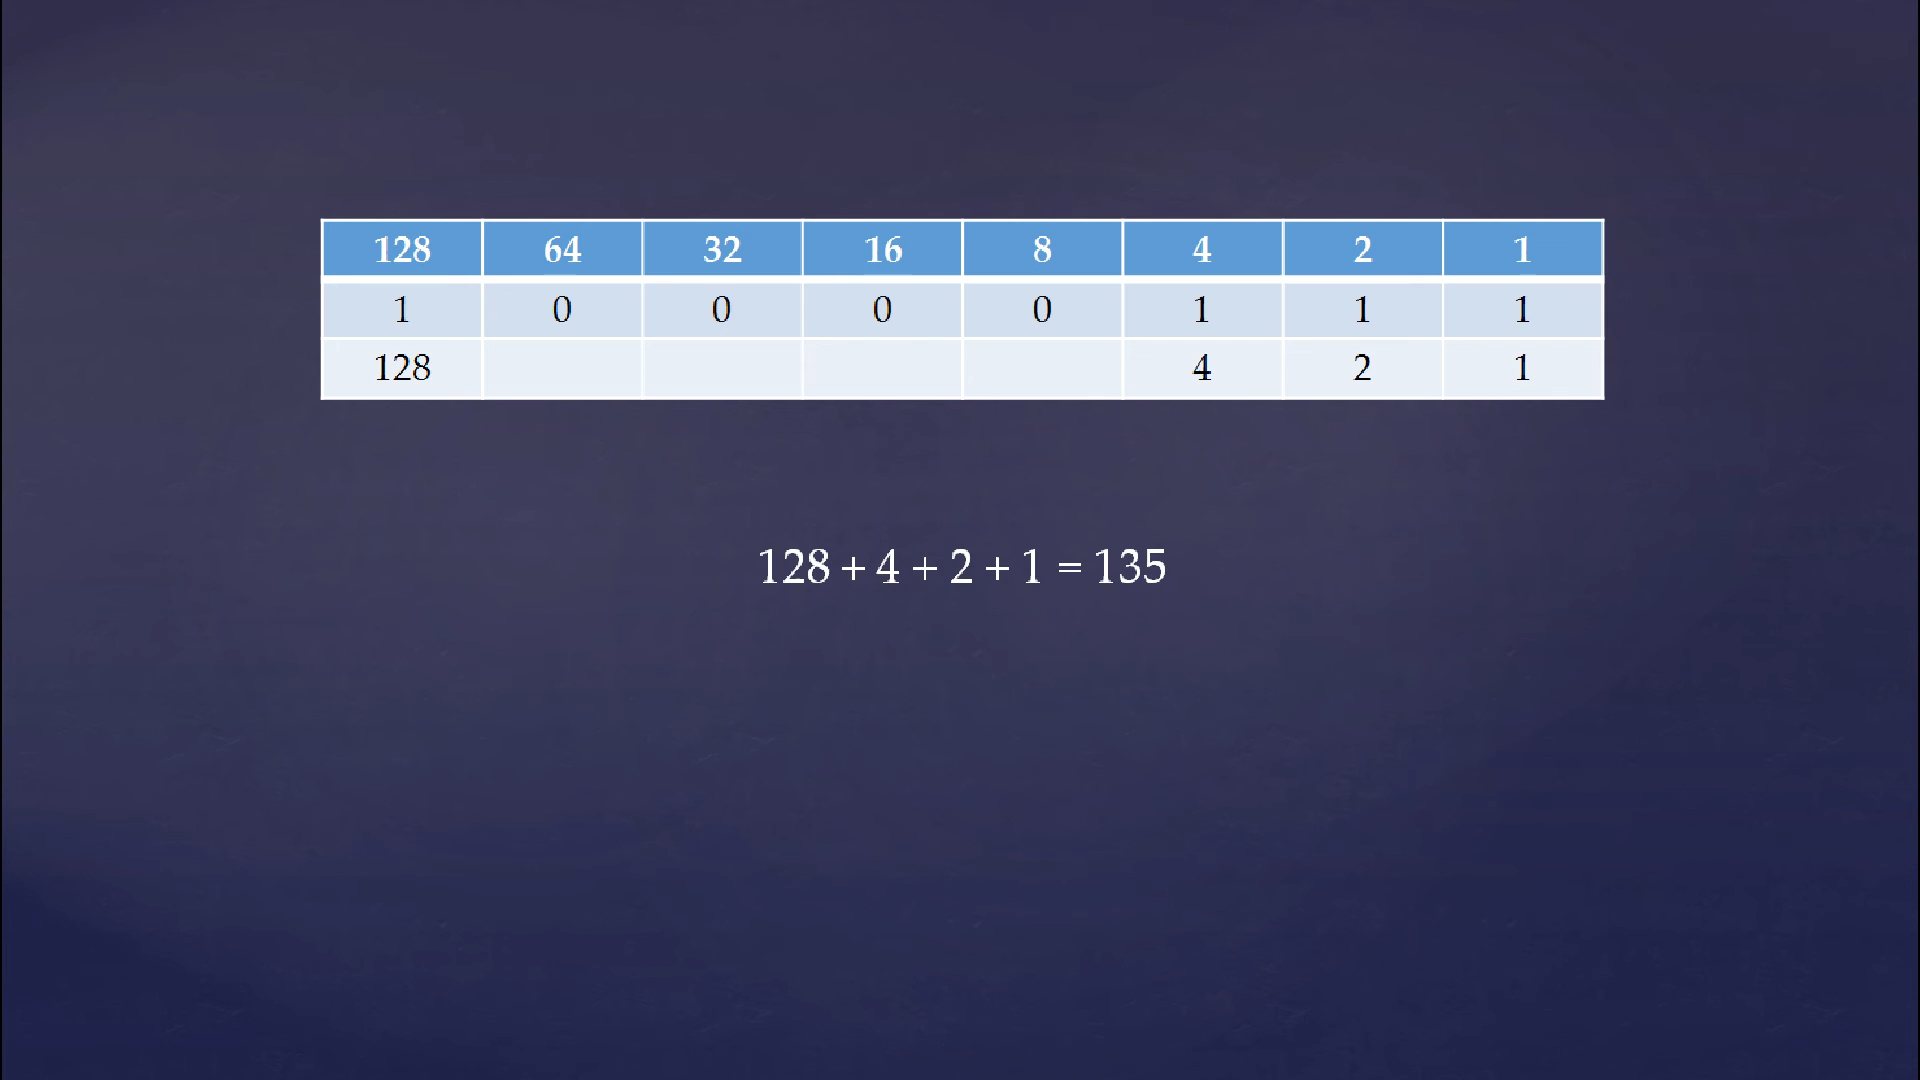 128 64 32 16 8 4 2 1
1 0 0 0 0 1 1 1
128 4 2 1
128 + 4 + 2 + 1 = 135